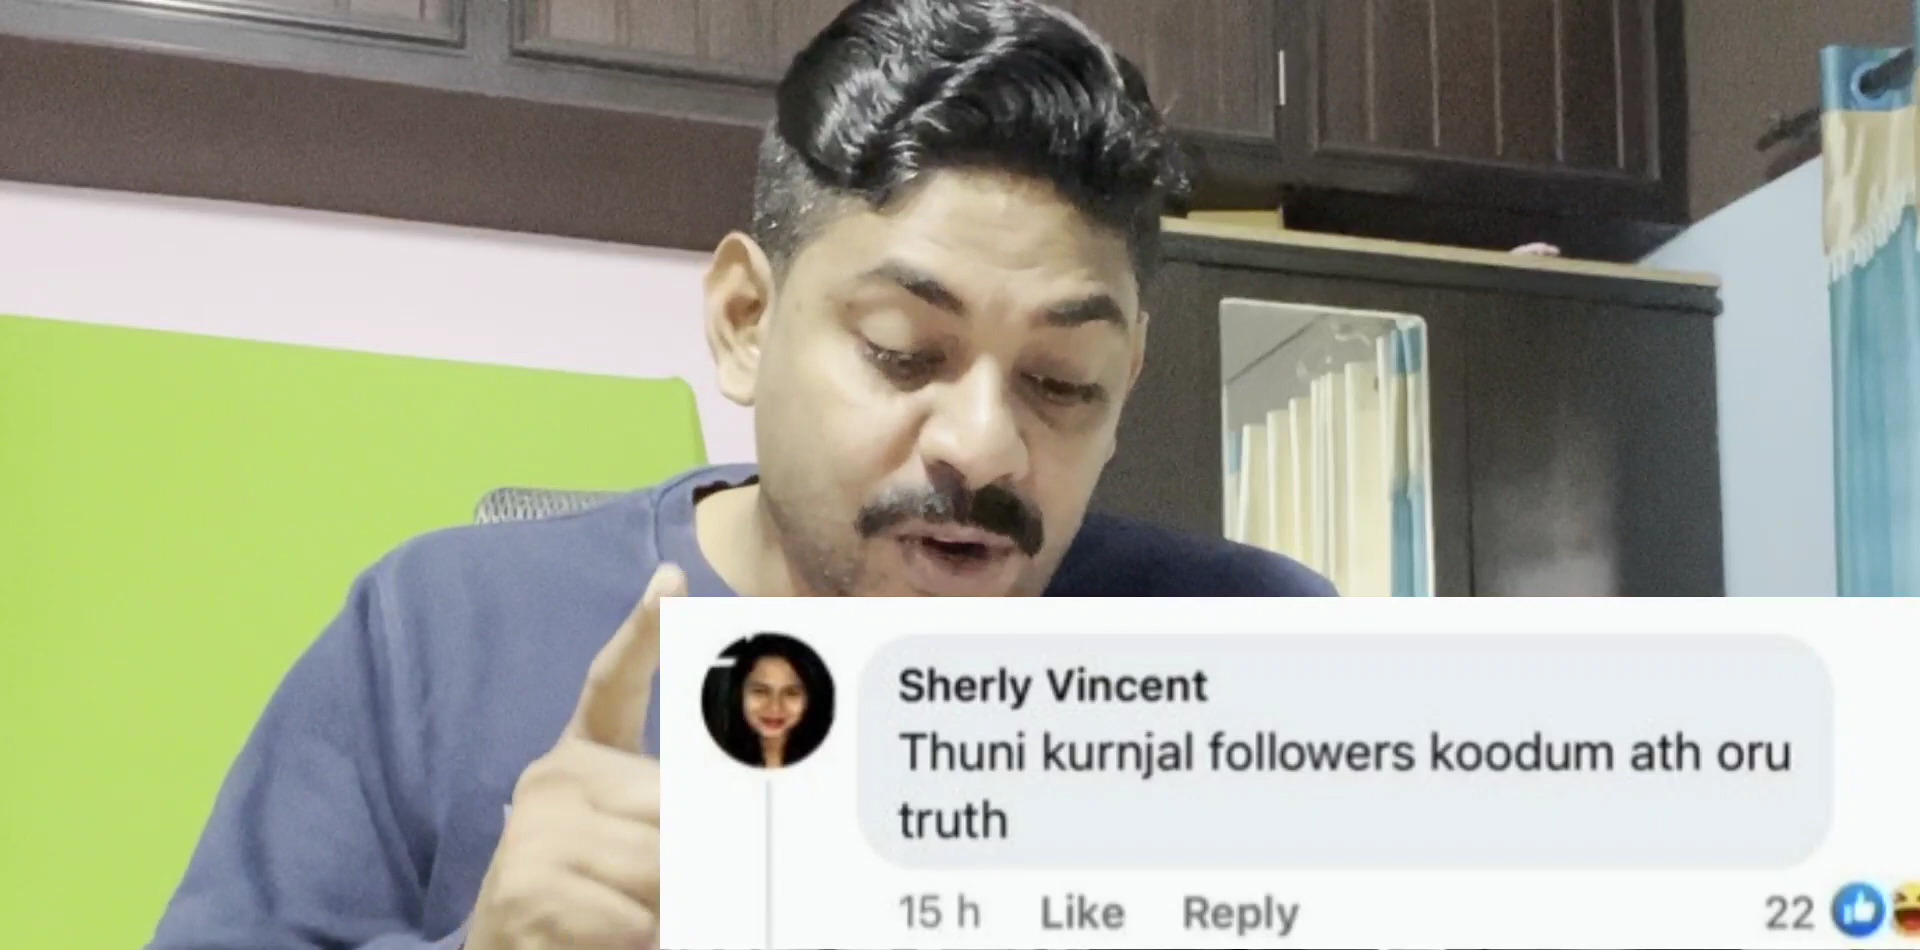 Sherly Vincent
Thuni kurnjal followers koodum ath oru
truth
15 h Like Reply 22